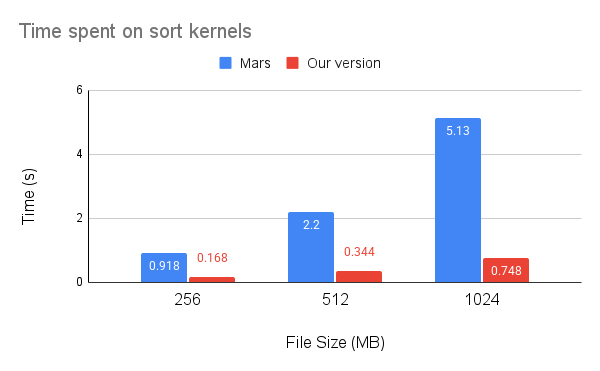 Time spent on sort kernels
Mars Our version
6
4
2
0
Time (s)
0.918 0.168
2.2 0.344
5.13 0.748
256 512 1024
File Size (MB)